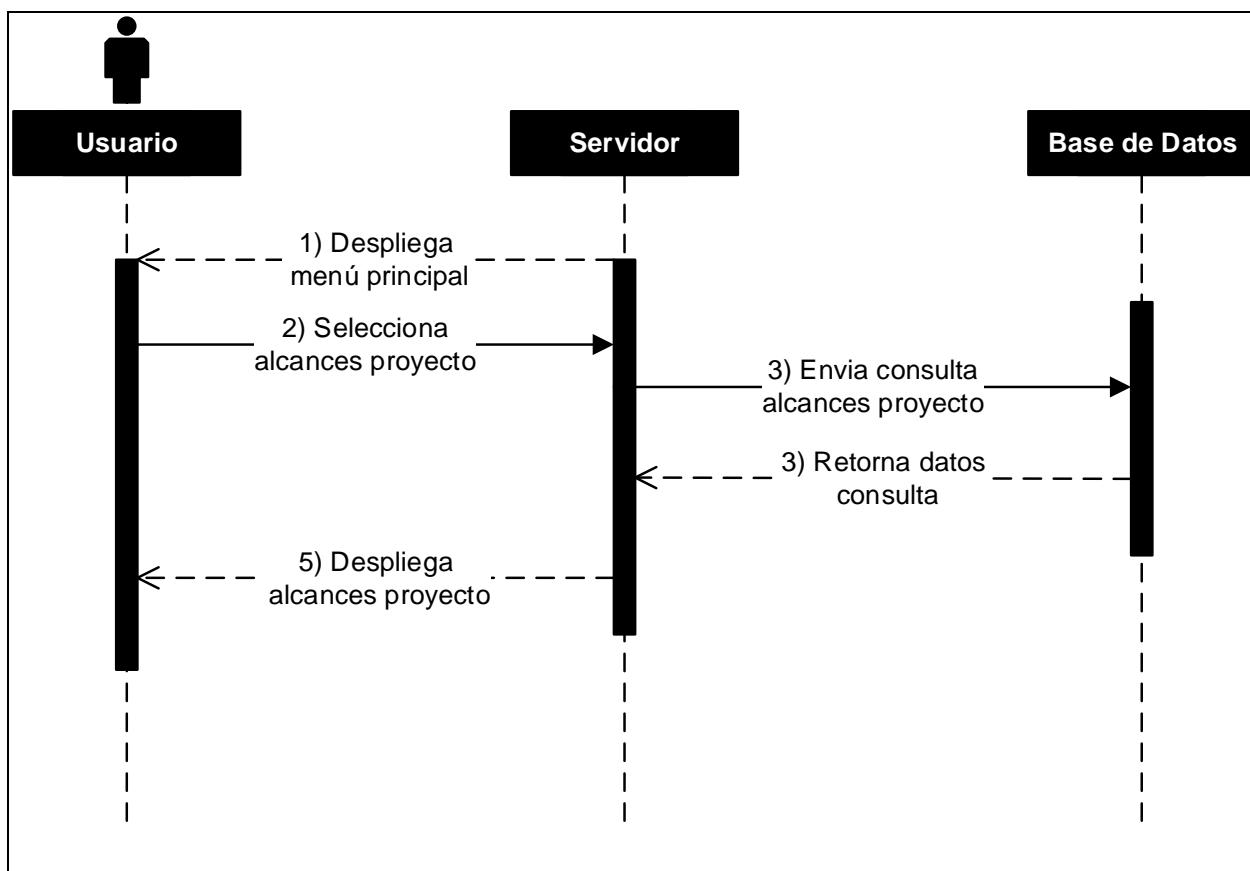 Usuario
Servidor
Base de Datos
1) Despliega
menú principal
2) Selecciona
alcances proyecto
3) Envia consulta
alcances proyecto
3) Retorna datos
consulta
5) Despliega
alcances proyecto